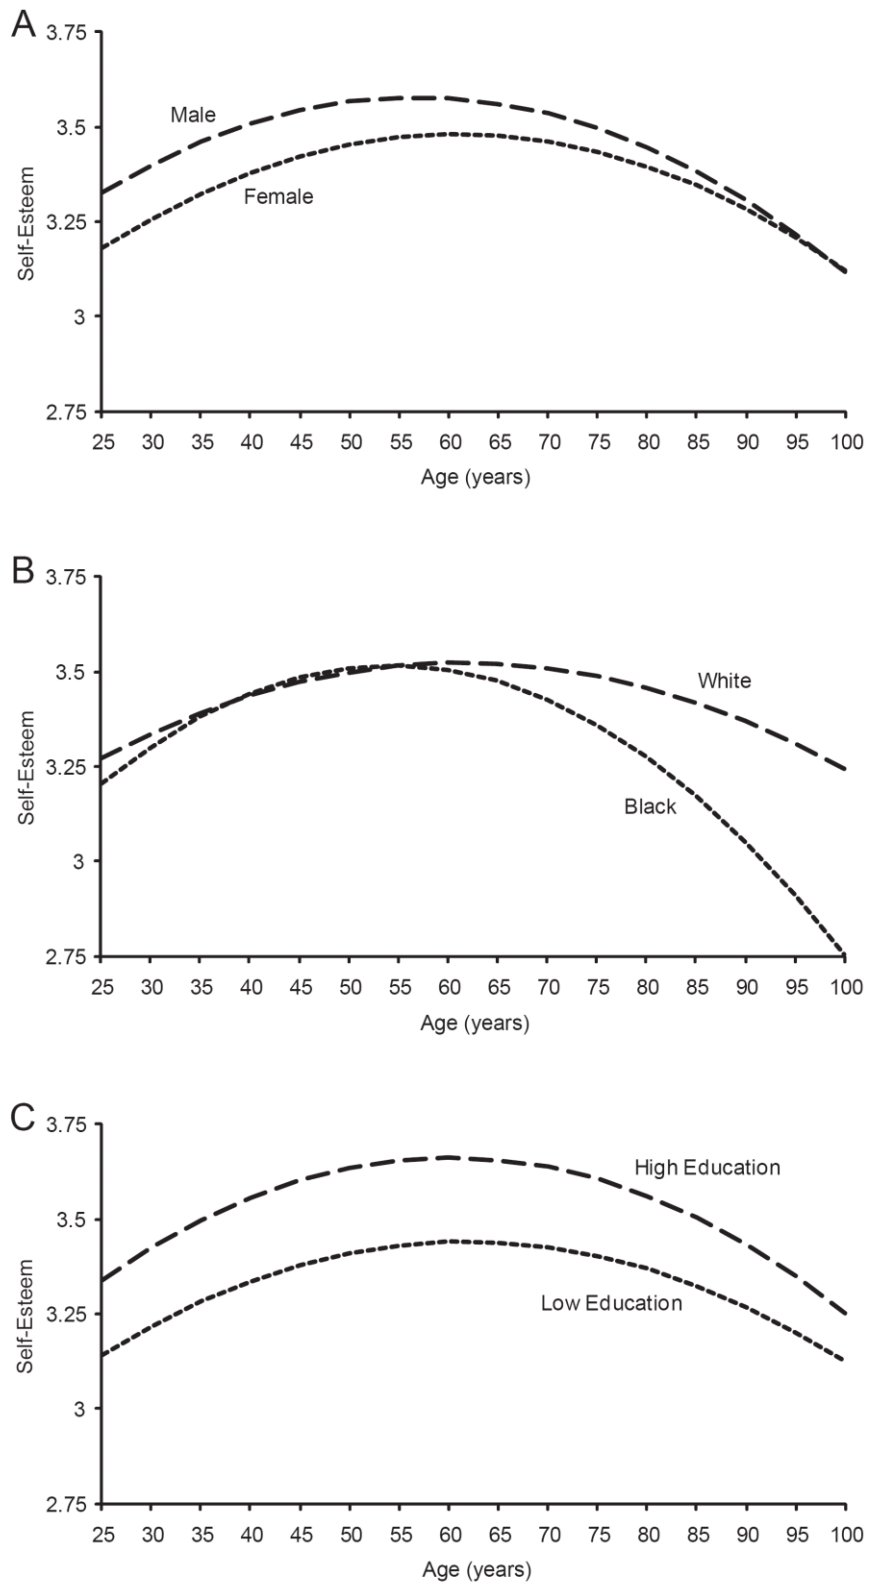 A
3.75
3.5
3.25
3
2.75
Self-Esteem
Male
Female
25 30 35 40 45 50 55 60 65 70 75 80 85 90 95 100
Age (years)
B
3.75
3.5
3.25
3
2.75
Self-Esteem
White
Black
25 30 35 40 45 50 55 60 65 70 75 80 85 90 95 100
Age (years)
C
3.75
3.5
3.25
3
2.75
Self-Esteem
High Education
Low Education
25 30 35 40 45 50 55 60 65 70 75 80 85 90 95 100
Age (years)